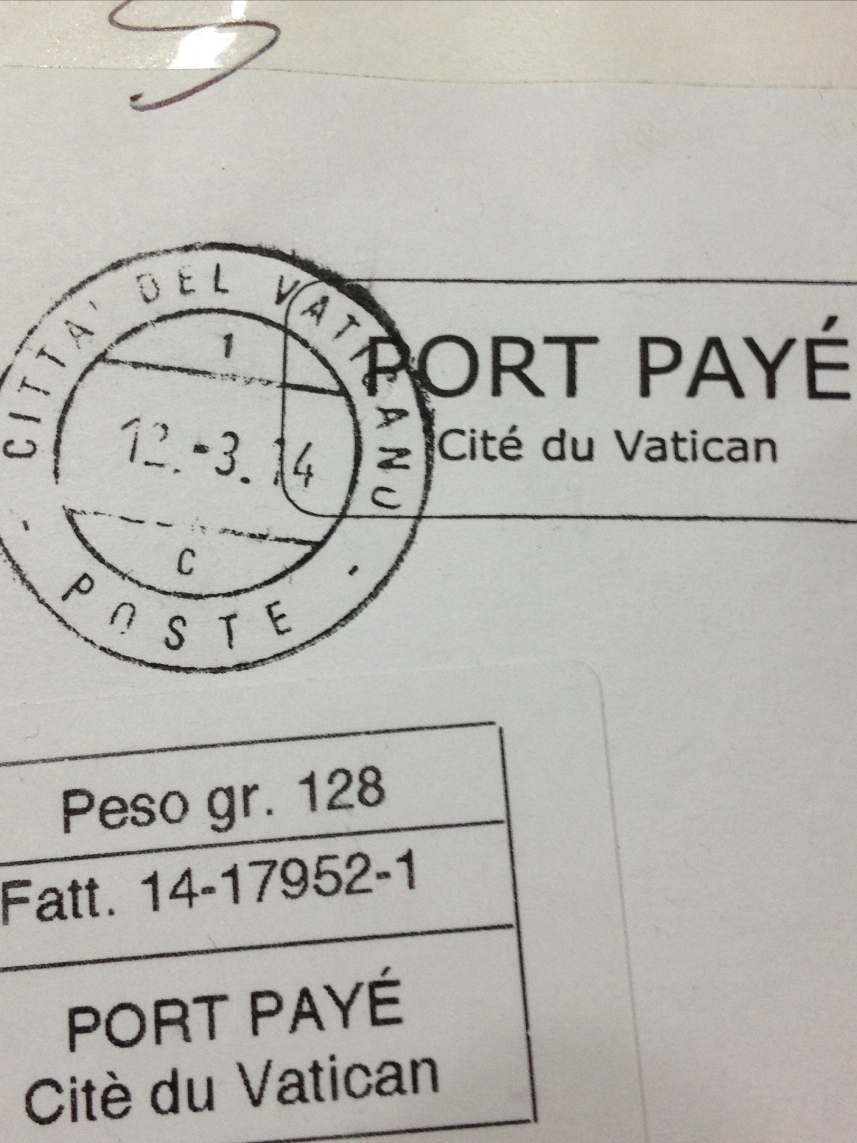 CITTA' DEL VATICANO
1
12.-3.14
C
POSTE
PORT PAYÉ
Cité du Vatican
Peso gr. 128
Fatt. 14-17952-1
PORT PAYÉ
Citè du Vatican